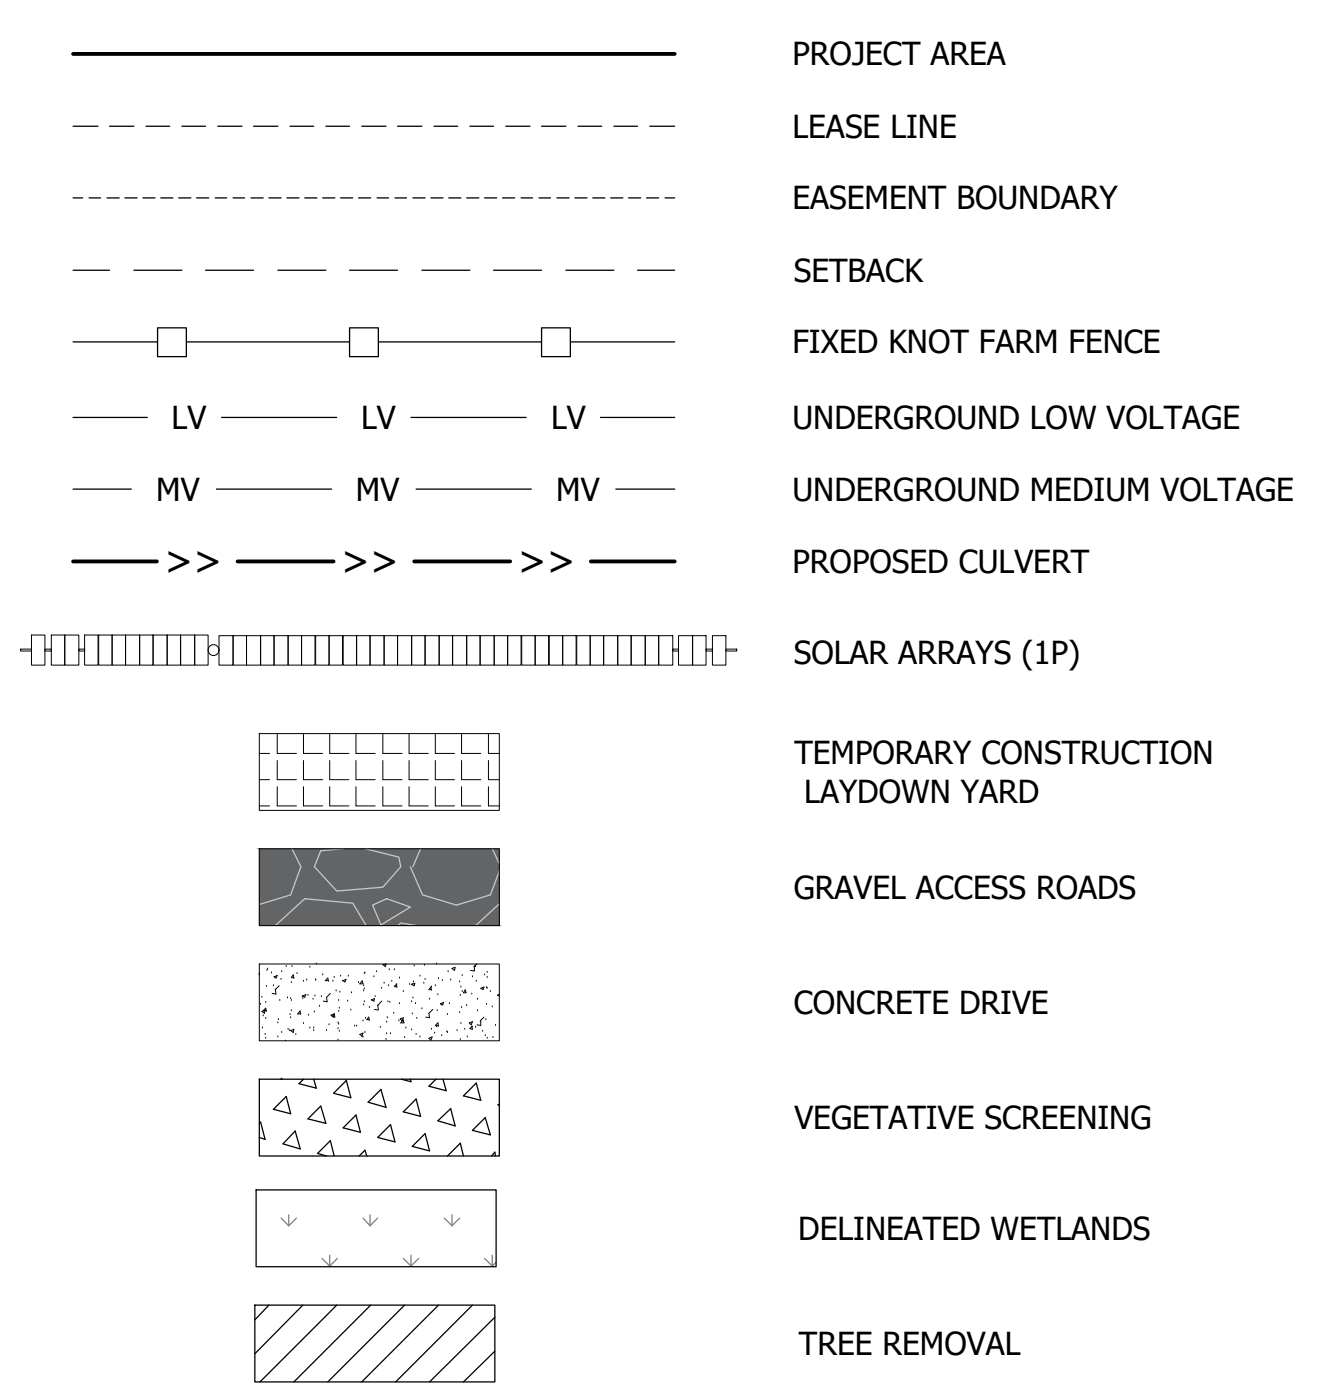 PROJECT AREA
LEASE LINE
EASEMENT BOUNDARY
SETBACK
FIXED KNOT FARM FENCE
LV LV LV UNDERGROUND LOW VOLTAGE
MV MV MV UNDERGROUND MEDIUM VOLTAGE
>> >> >> PROPOSED CULVERT
SOLAR ARRAYS (1P)
TEMPORARY CONSTRUCTION
LAYDOWN YARD
GRAVEL ACCESS ROADS
CONCRETE DRIVE
VEGETATIVE SCREENING
DELINEATED WETLANDS
TREE REMOVAL